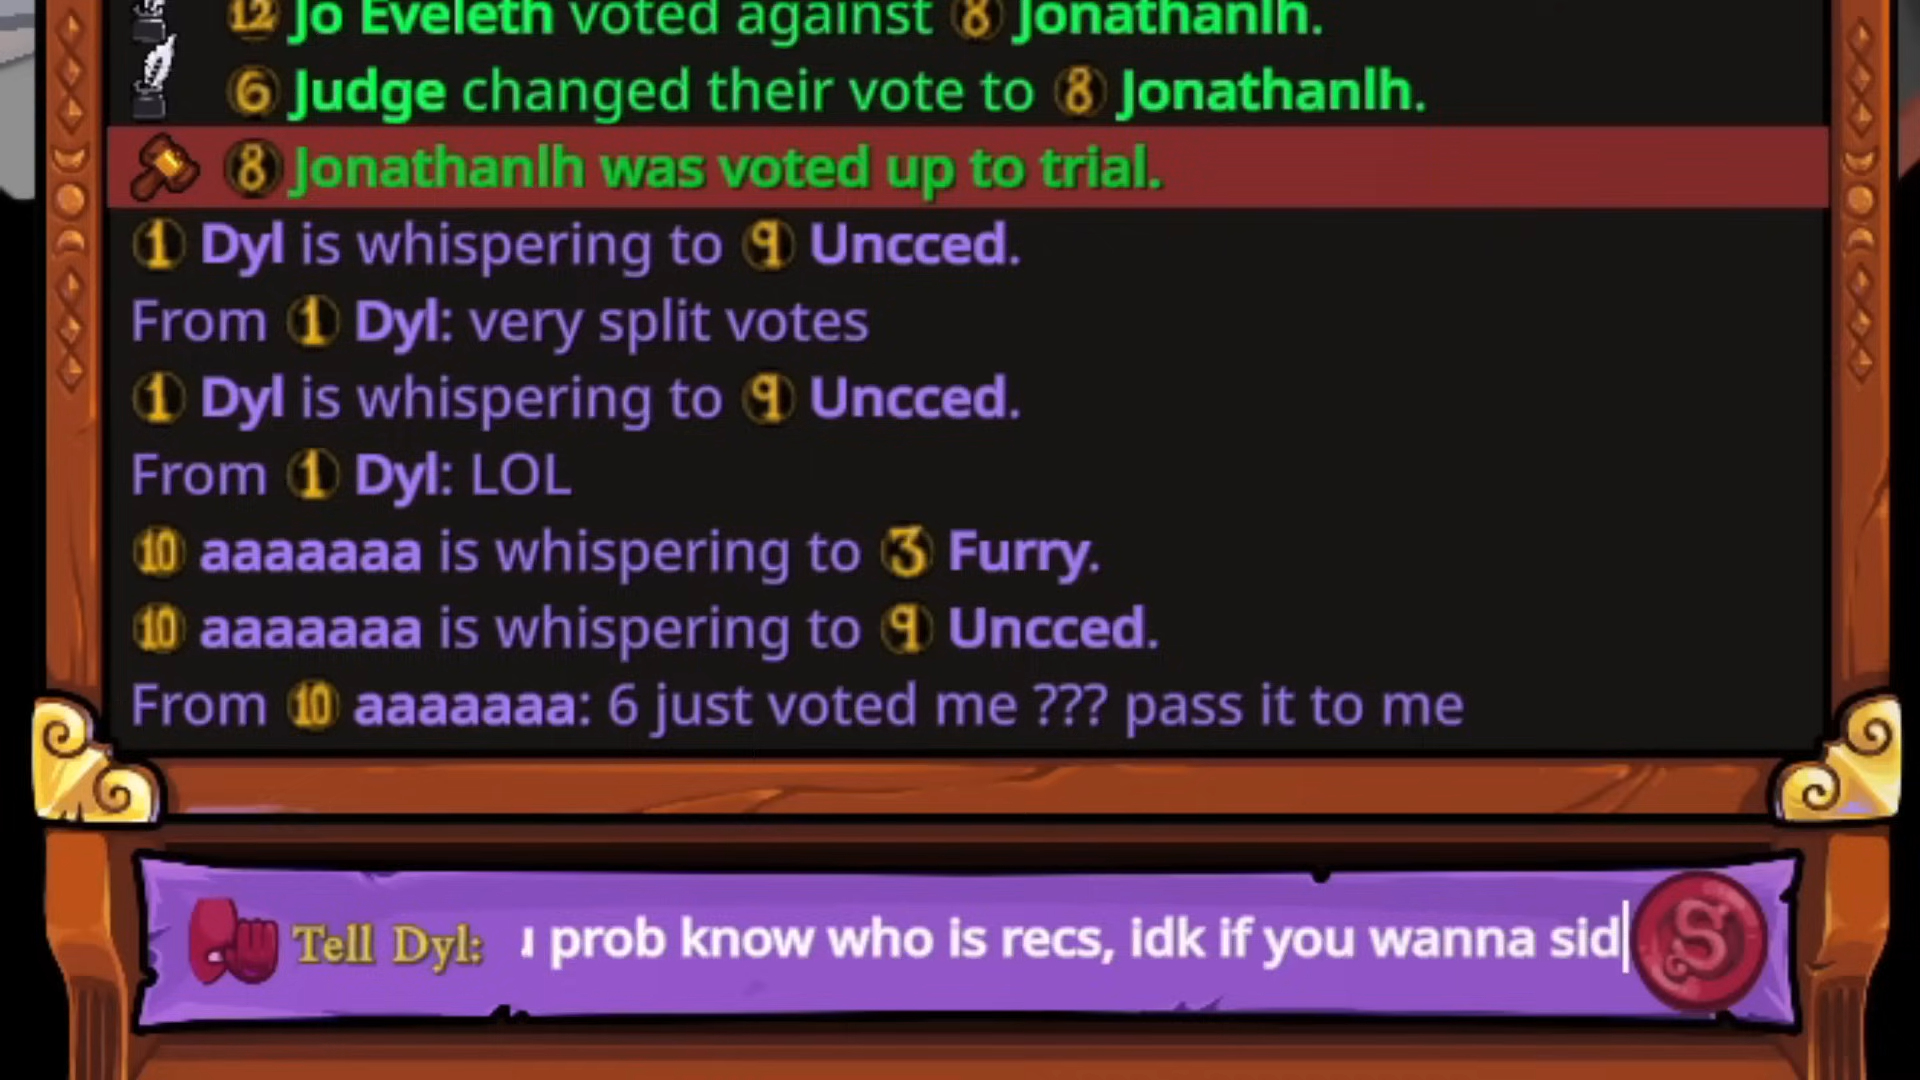 12 Jo Eveleth voted against 8 Jonathanlh.
6 Judge changed their vote to 8 Jonathanlh.
8 Jonathanlh was voted up to trial.
1 Dyl is whispering to 9 Uncced.
From 1 Dyl: very split votes
1 Dyl is whispering to 9 Uncced.
From 1 Dyl: LOL
10 aaaaaaa is whispering to 3 Furry.
10 aaaaaaa is whispering to 9 Uncced.
From 10 aaaaaaa: 6 just voted me ??? pass it to me
Tell Dyl: prob know who is recs, idk if you wanna sid
S